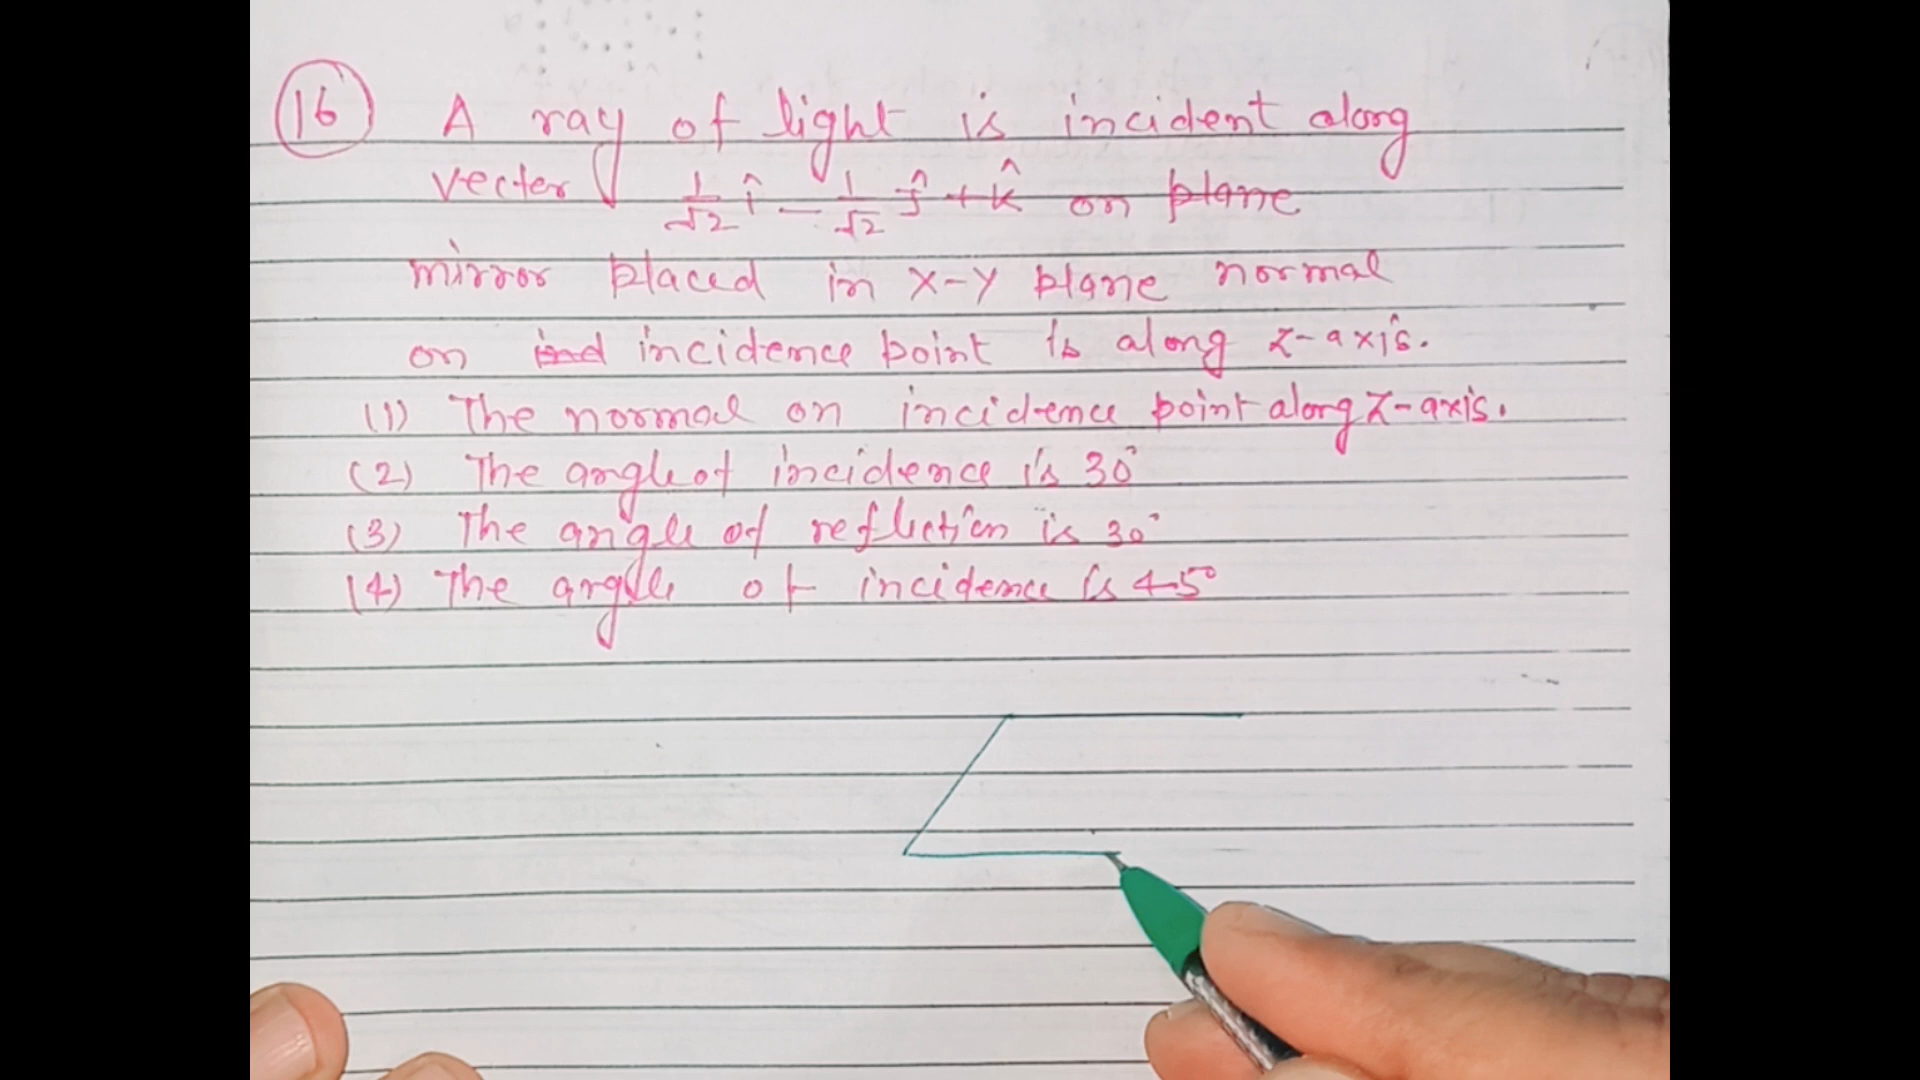 16 A ray of light is incident along
vecter 1/√2 î - 1/√2 ĵ + k̂ on plane
mirror placed in x-y plane normal
on ind incidence point is along z-axis.
(1) The normal on incidence point along z-axis.
(2) The angle of incidence is 30°
(3) The angle of reflection is 30°
(4) The angle of incidence is 45°